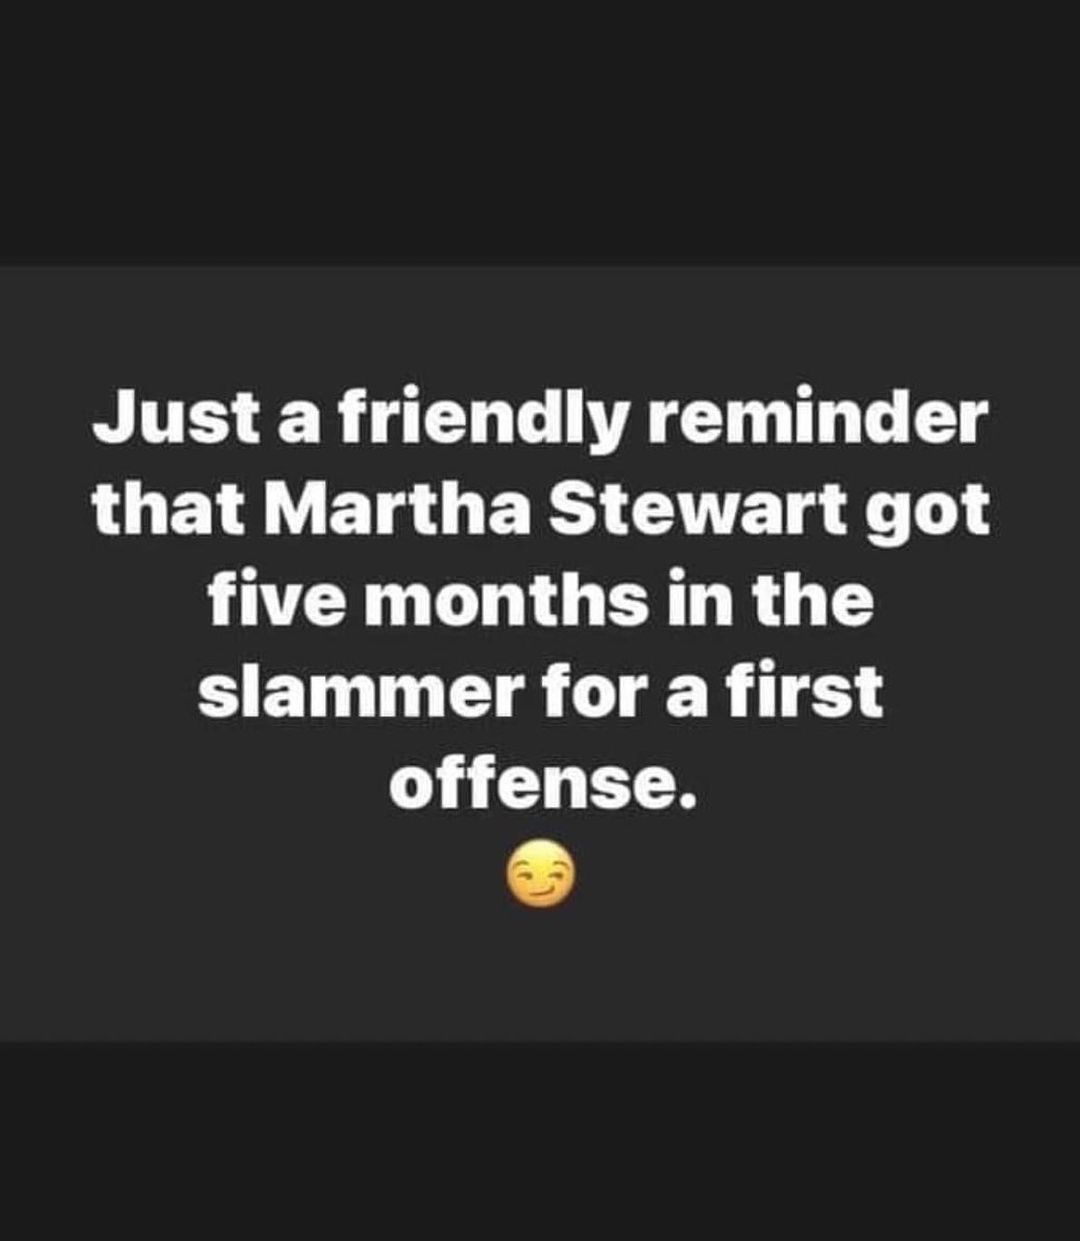 Just a friendly reminder
that Martha Stewart got
five months in the
slammer for a first
offense.
😏